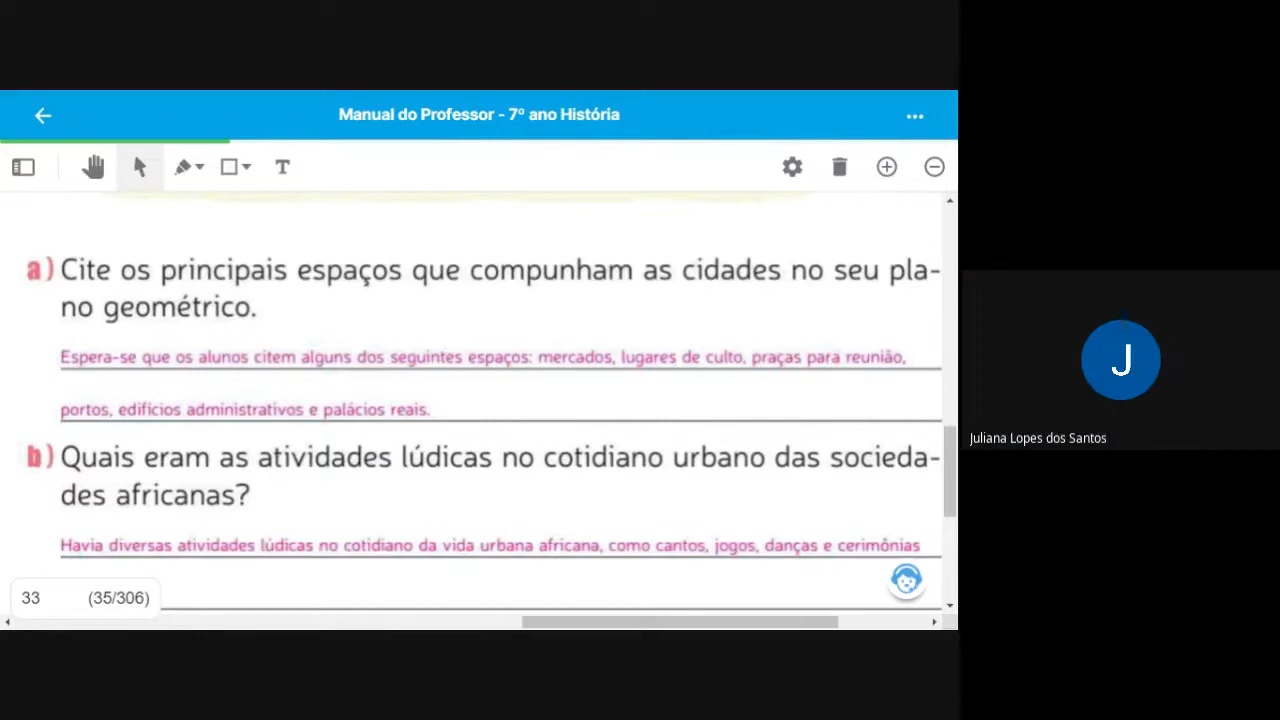 Manual do Professor - 7º ano História
T
a) Cite os principais espaços que compunham as cidades no seu pla-
no geométrico.
Espera-se que os alunos citem alguns dos seguintes espaços: mercados, lugares de culto, praças para reunião,
portos, edifícios administrativos e palácios reais.
b) Quais eram as atividades lúdicas no cotidiano urbano das socieda-
des africanas?
Havia diversas atividades lúdicas no cotidiano da vida urbana africana, como cantos, jogos, danças e cerimônias
33 (35/306)
J
Juliana Lopes dos Santos